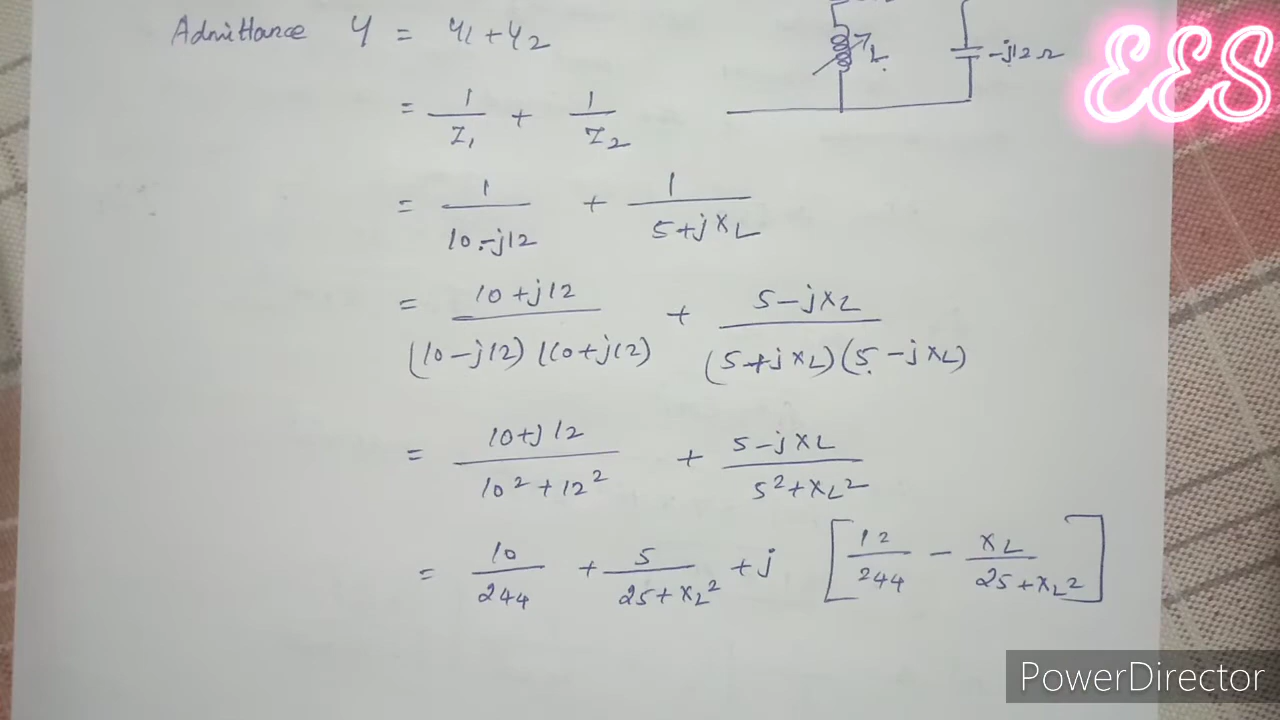 Admittance Y = Y1 + Y2
L
-j12 Ω
EES
= 1/Z1 + 1/Z2
= 1/(10-j12) + 1/(5+jXL)
= (10+j12)/((10-j12)(10+j12)) + (5-jXL)/((5+jXL)(5-jXL))
= (10+j12)/(10²+12²) + (5-jXL)/(5²+XL²)
= 10/244 + 5/(25+XL²) + j [12/244 - XL/(25+XL²)]
PowerDirector